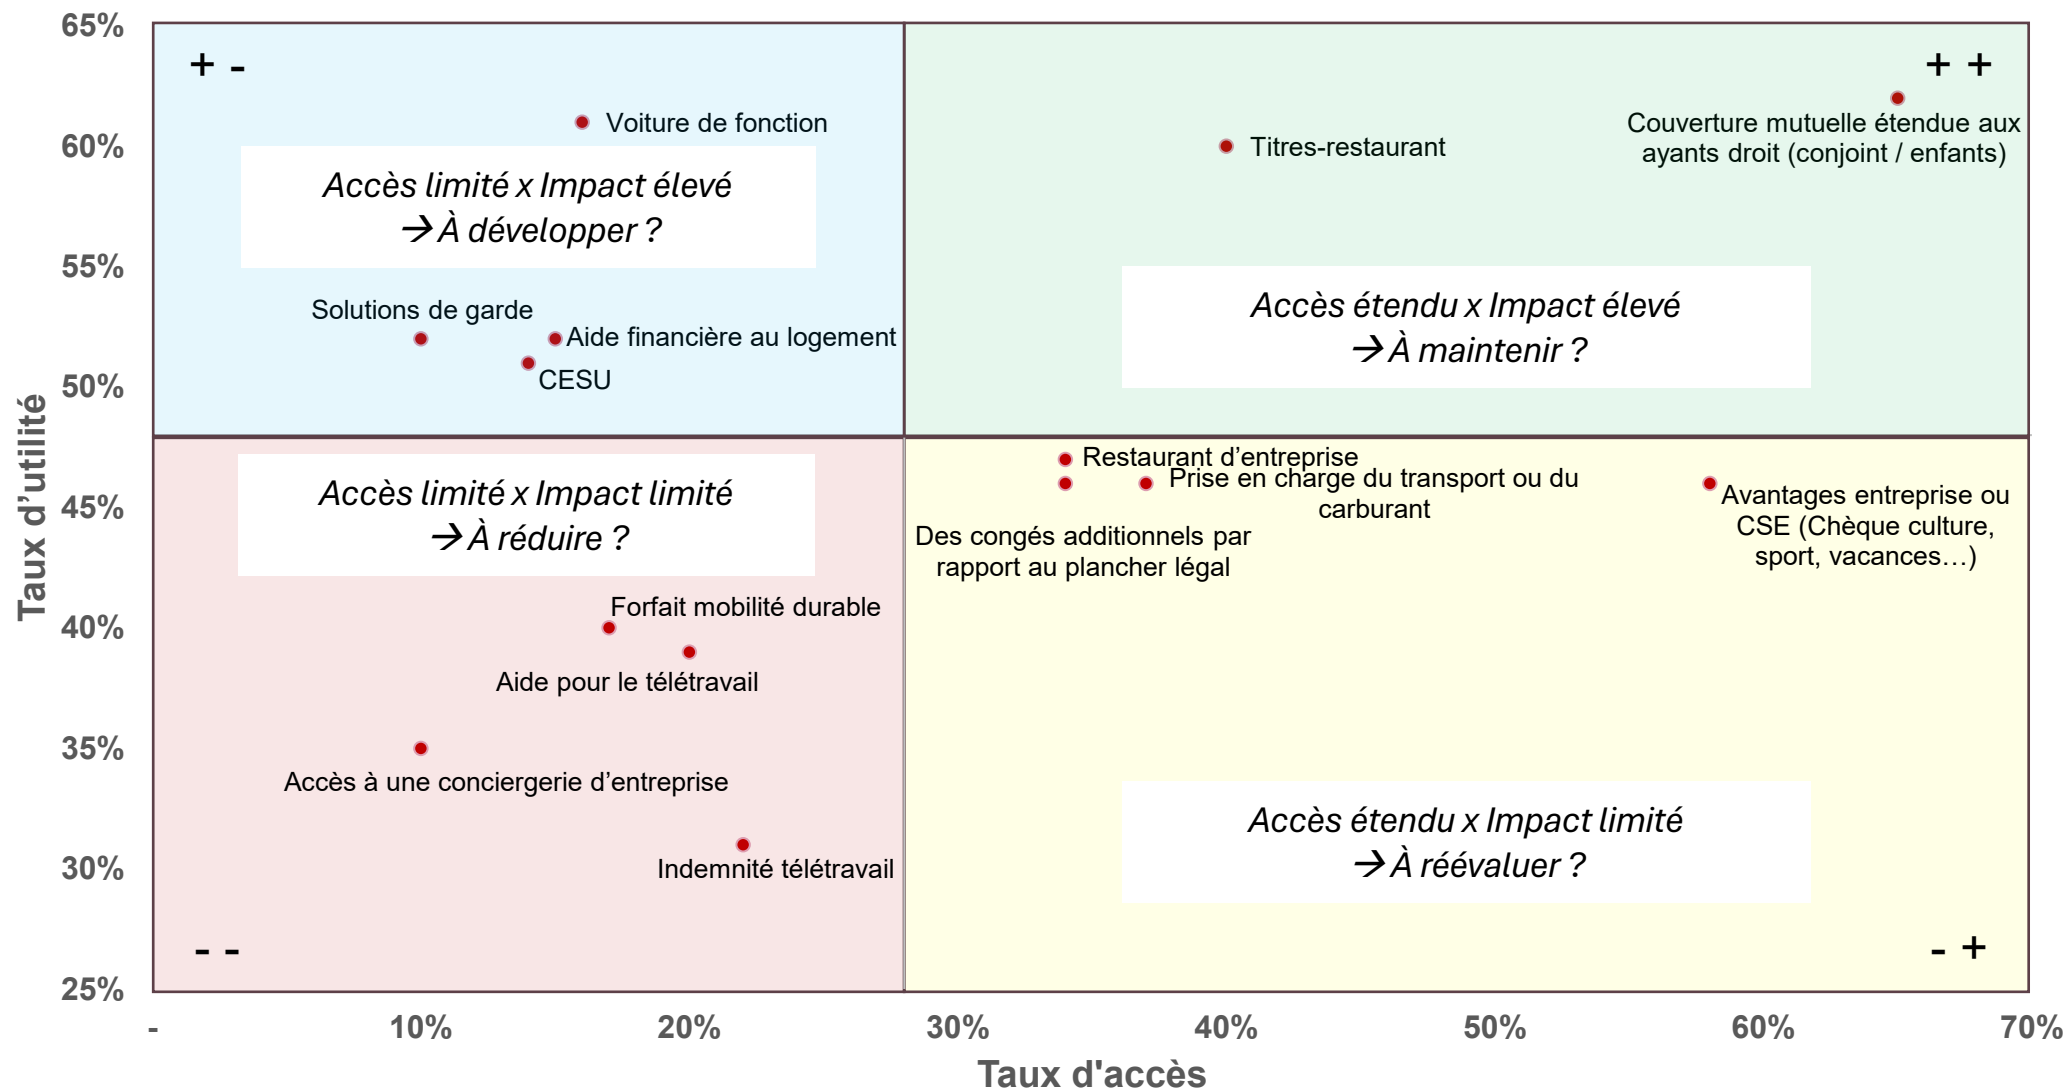 65%
60%
55%
50%
45%
40%
35%
30%
25%
Taux d’utilité
+ -
+ +
Voiture de fonction
Accès limité x Impact élevé
→ À développer ?
Solutions de garde
Aide financière au logement
CESU
Titres-restaurant
Couverture mutuelle étendue aux
ayants droit (conjoint / enfants)
Accès étendu x Impact élevé
→ À maintenir ?
Accès limité x Impact limité
→ À réduire ?
Forfait mobilité durable
Aide pour le télétravail
Accès à une conciergerie d’entreprise
Indemnité télétravail
- -
Restaurant d’entreprise
Prise en charge du transport ou du
carburant
Des congés additionnels par
rapport au plancher légal
Avantages entreprise ou
CSE (Chèque culture,
sport, vacances…)
Accès étendu x Impact limité
→ À réévaluer ?
- +
-
10%
20%
30%
40%
50%
60%
70%
Taux d'accès